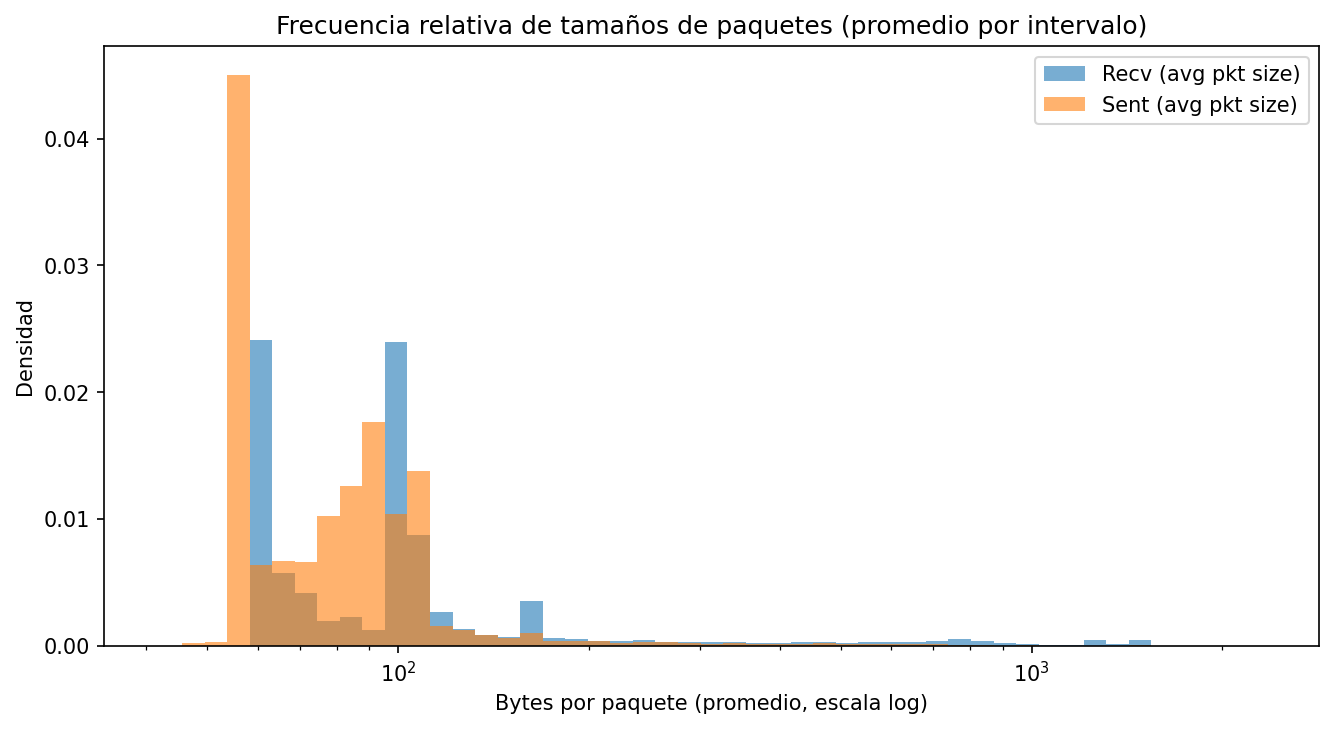 Frecuencia relativa de tamaños de paquetes (promedio por intervalo)
Recv (avg pkt size)
Sent (avg pkt size)
Densidad
0.04
0.03
0.02
0.01
0.00
10²
10³
Bytes por paquete (promedio, escala log)